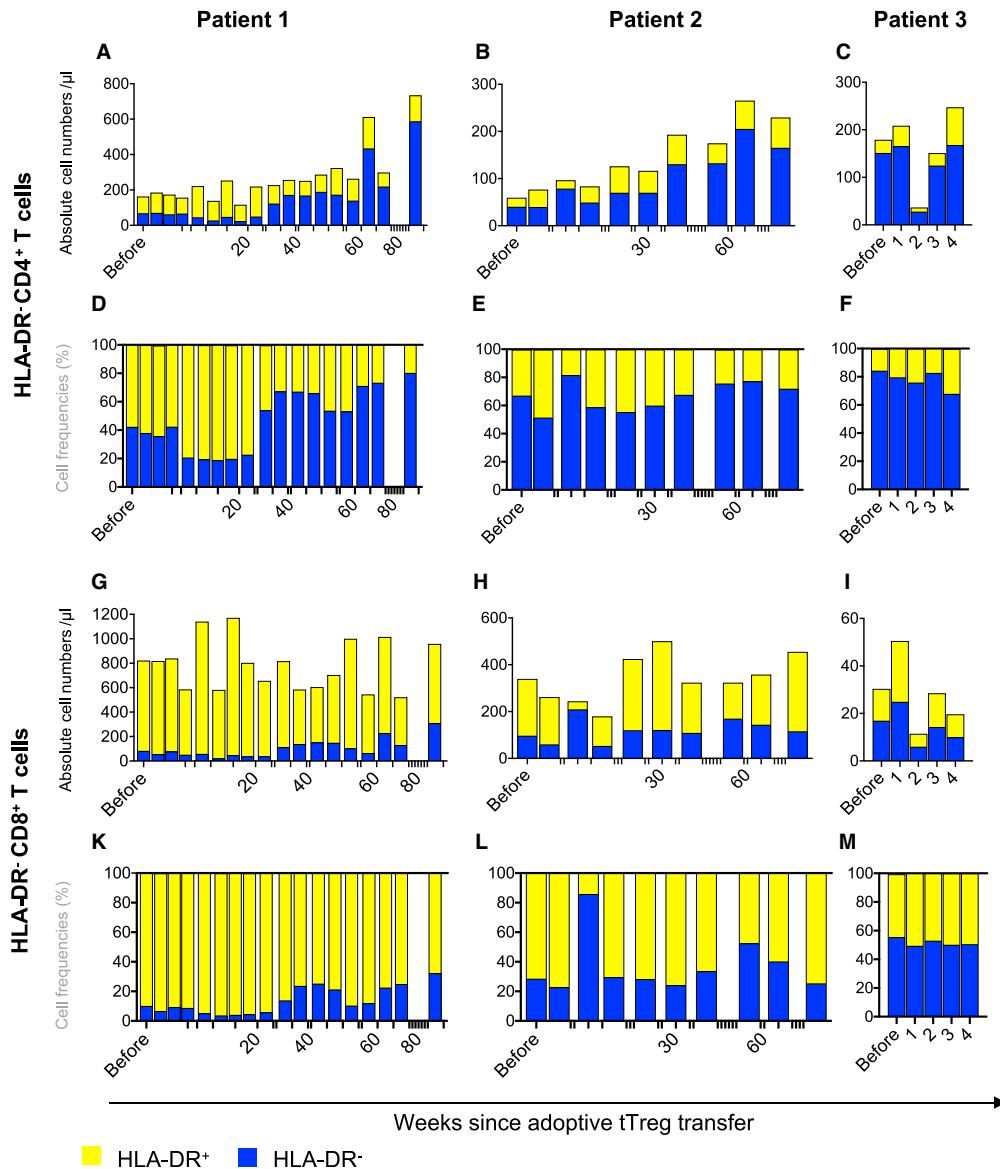 Patient 1 Patient 2 Patient 3
HLA-DR- CD4+ T cells
A
Absolute cell numbers /µl
800
600
400
200
0
Before 20 40 60 80
B
300
200
100
0
Before 30 60
C
300
200
100
0
Before 1 2 3 4
D
Cell frequencies (%)
100
80
60
40
20
0
Before 20 40 60 80
E
100
80
60
40
20
0
Before 30 60
F
100
80
60
40
20
0
Before 1 2 3 4
HLA-DR- CD8+ T cells
G
Absolute cell numbers /µl
1200
1000
800
600
400
200
0
Before 20 40 60 80
H
600
400
200
0
Before 30 60
I
60
40
20
0
Before 1 2 3 4
K
Cell frequencies (%)
100
80
60
40
20
0
Before 20 40 60 80
L
100
80
60
40
20
0
Before 30 60
M
100
80
60
40
20
0
Before 1 2 3 4
Weeks since adoptive tTreg transfer
HLA-DR+ HLA-DR-